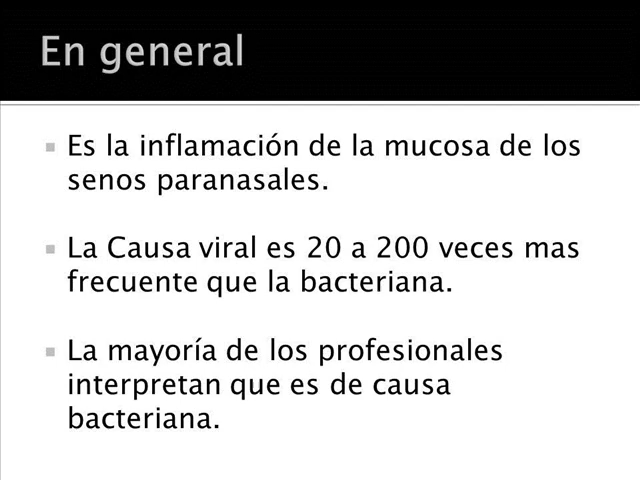 En general
Es la inflamación de la mucosa de los
senos paranasales.
La Causa viral es 20 a 200 veces mas
frecuente que la bacteriana.
La mayoría de los profesionales
interpretan que es de causa
bacteriana.